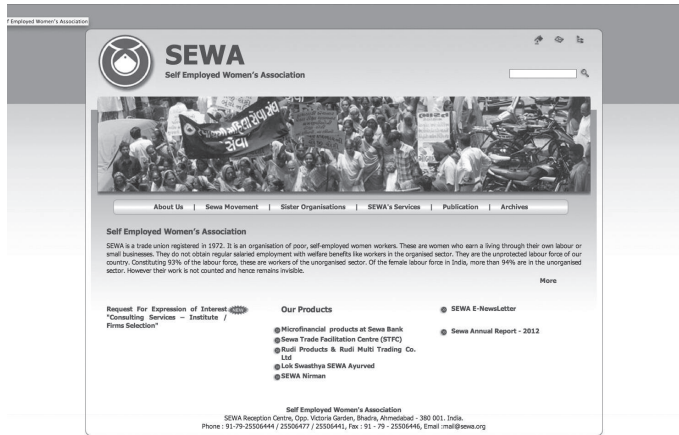 f Employed Women's Association
SEWA
Self Employed Women's Association
સેવા
About Us | Sewa Movement | Sister Organisations | SEWA's Services | Publication | Archives
Self Employed Women's Association
SEWA is a trade union registered in 1972. It is an organisation of poor, self-employed women workers. These are women who earn a living through their own labour or
small businesses. They do not obtain regular salaried employment with welfare benefits like workers in the organised sector. They are the unprotected labour force of our
country. Constituting 93% of the labour force, these are workers of the unorganised sector. Of the female labour force in India, more than 94% are in the unorganised
sector. However their work is not counted and hence remains invisible.
More
Request For Expression of Interest NEW
"Consulting Services – Institute /
Firms Selection"
Our Products
Microfinancial products at Sewa Bank
Sewa Trade Facilitation Centre (STFC)
Rudi Products & Rudi Multi Trading Co.
Ltd
Lok Swasthya SEWA Ayurved
SEWA Nirman
SEWA E-NewsLetter
Sewa Annual Report - 2012
Self Employed Women's Association
SEWA Reception Centre, Opp. Victoria Garden, Bhadra, Ahmedabad - 380 001. India.
Phone : 91-79-25506444 / 25506477 / 25506441, Fax : 91 - 79 - 25506446, Email :mail@sewa.org